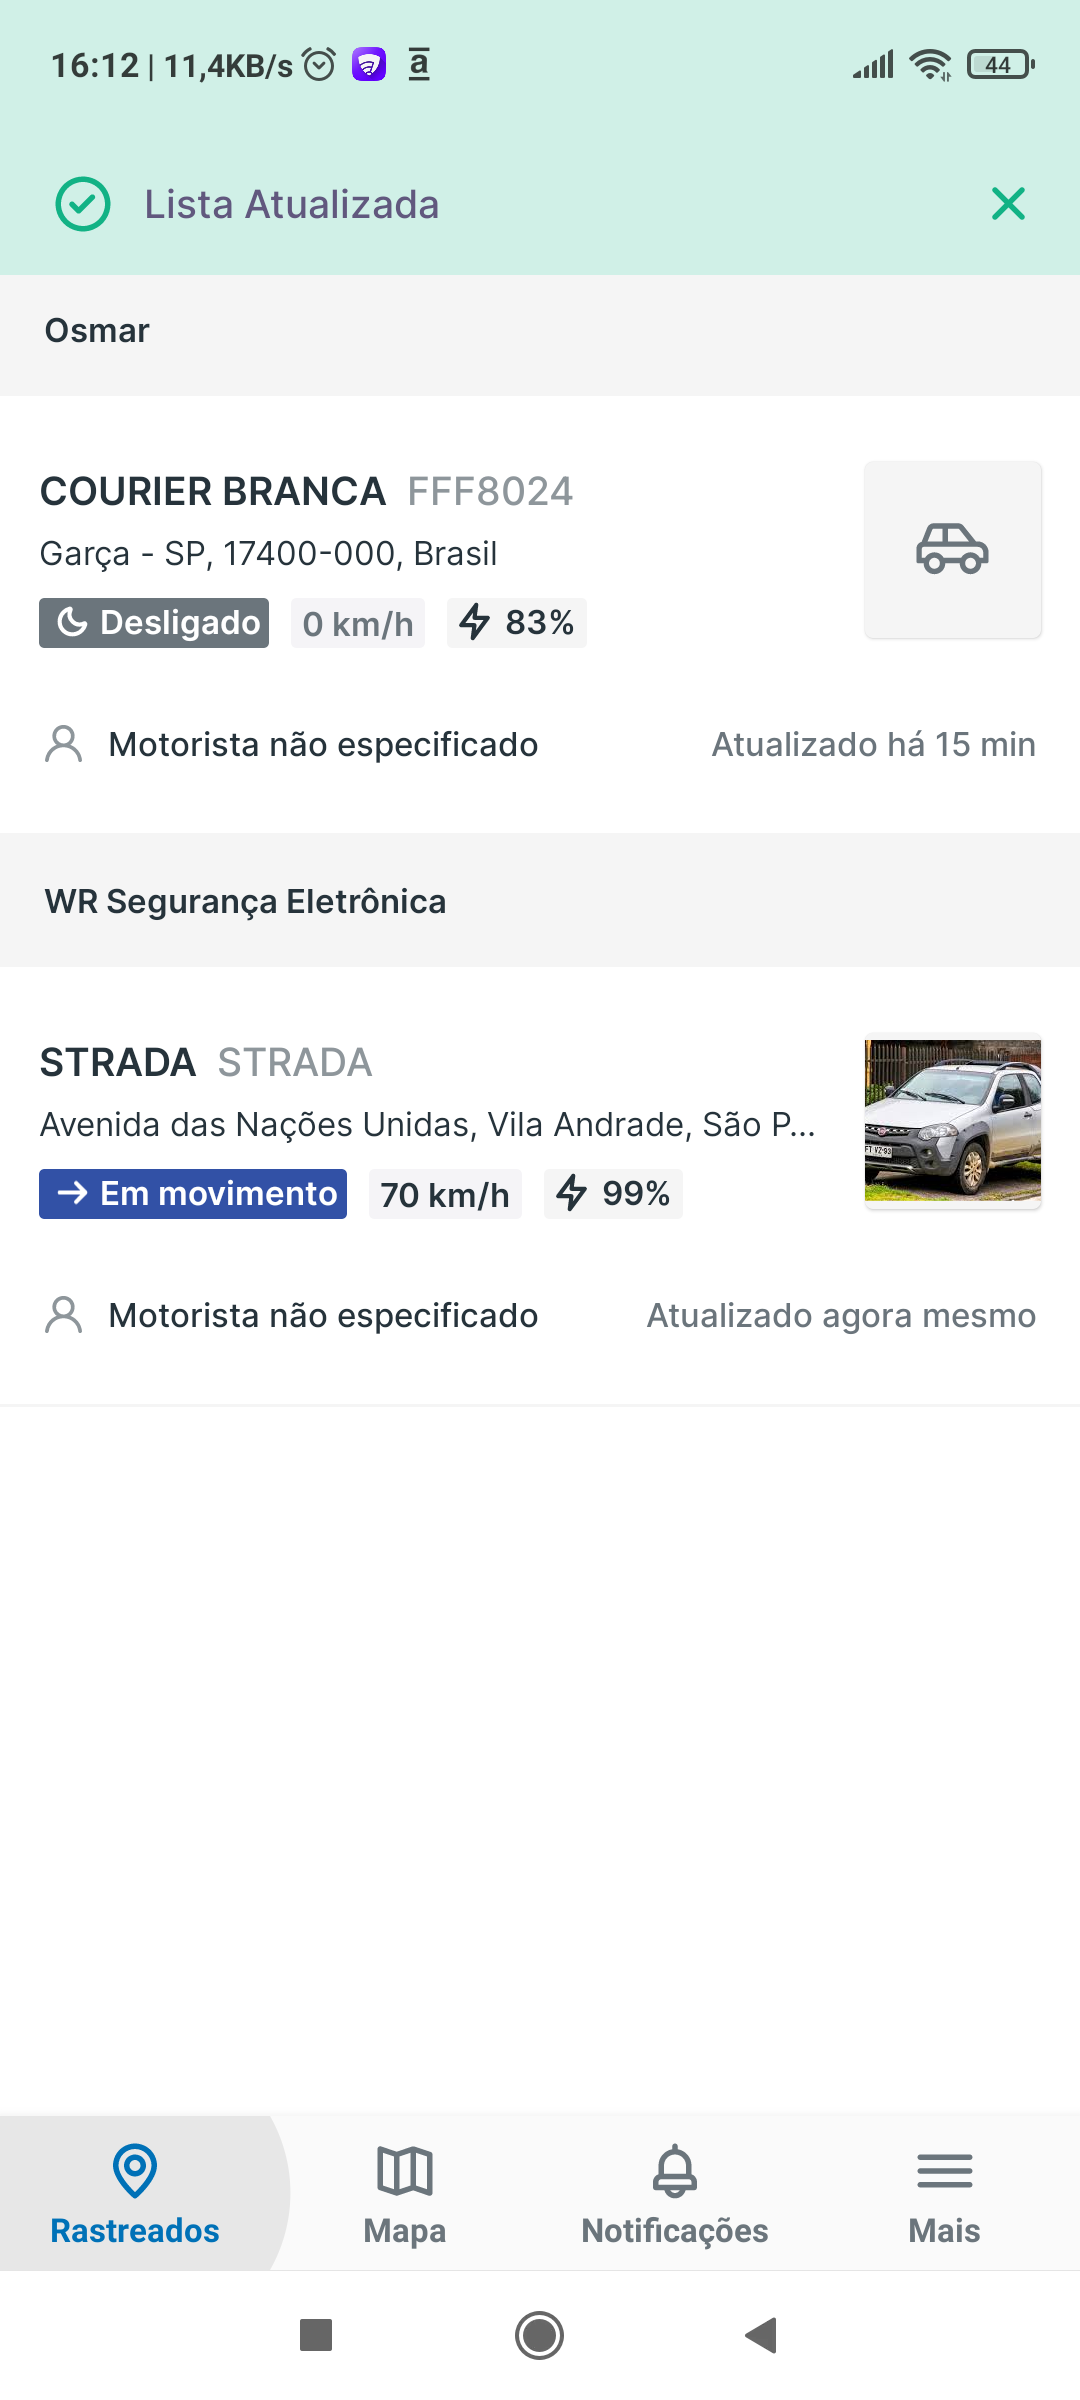 16:12 | 11,4KB/s a 44
Lista Atualizada
Osmar
COURIER BRANCA FFF8024
Garça - SP, 17400-000, Brasil
Desligado 0 km/h 83%
Motorista não especificado Atualizado há 15 min
WR Segurança Eletrônica
STRADA STRADA
Avenida das Nações Unidas, Vila Andrade, São P...
Em movimento 70 km/h 99%
Motorista não especificado Atualizado agora mesmo
Rastreados Mapa Notificações Mais